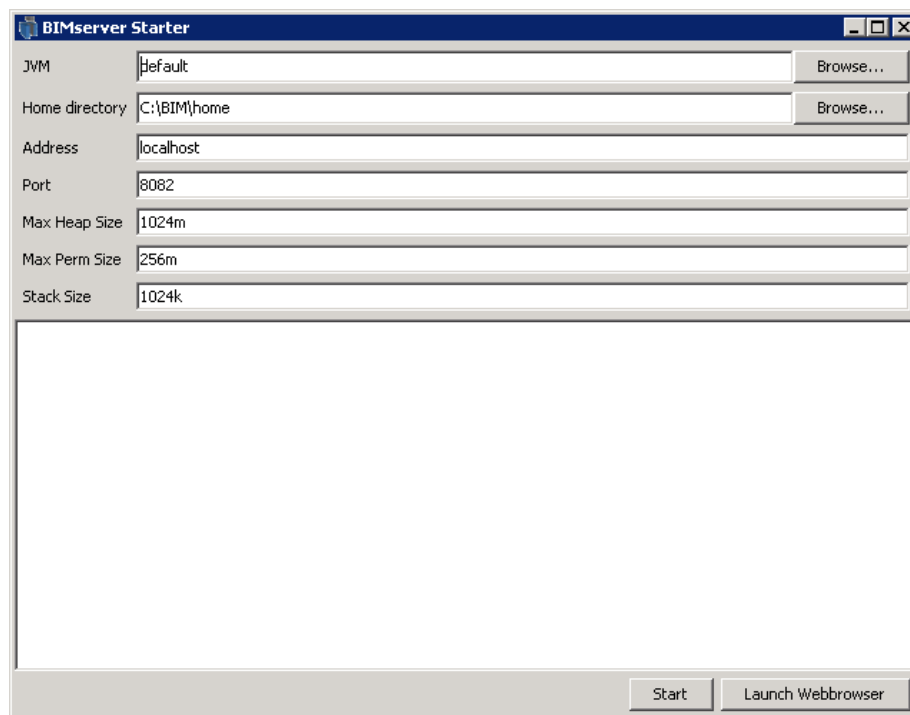 BIMserver Starter
JVM default Browse...
Home directory C:\BIM\home Browse...
Address localhost
Port 8082
Max Heap Size 1024m
Max Perm Size 256m
Stack Size 1024k
Start Launch Webbrowser